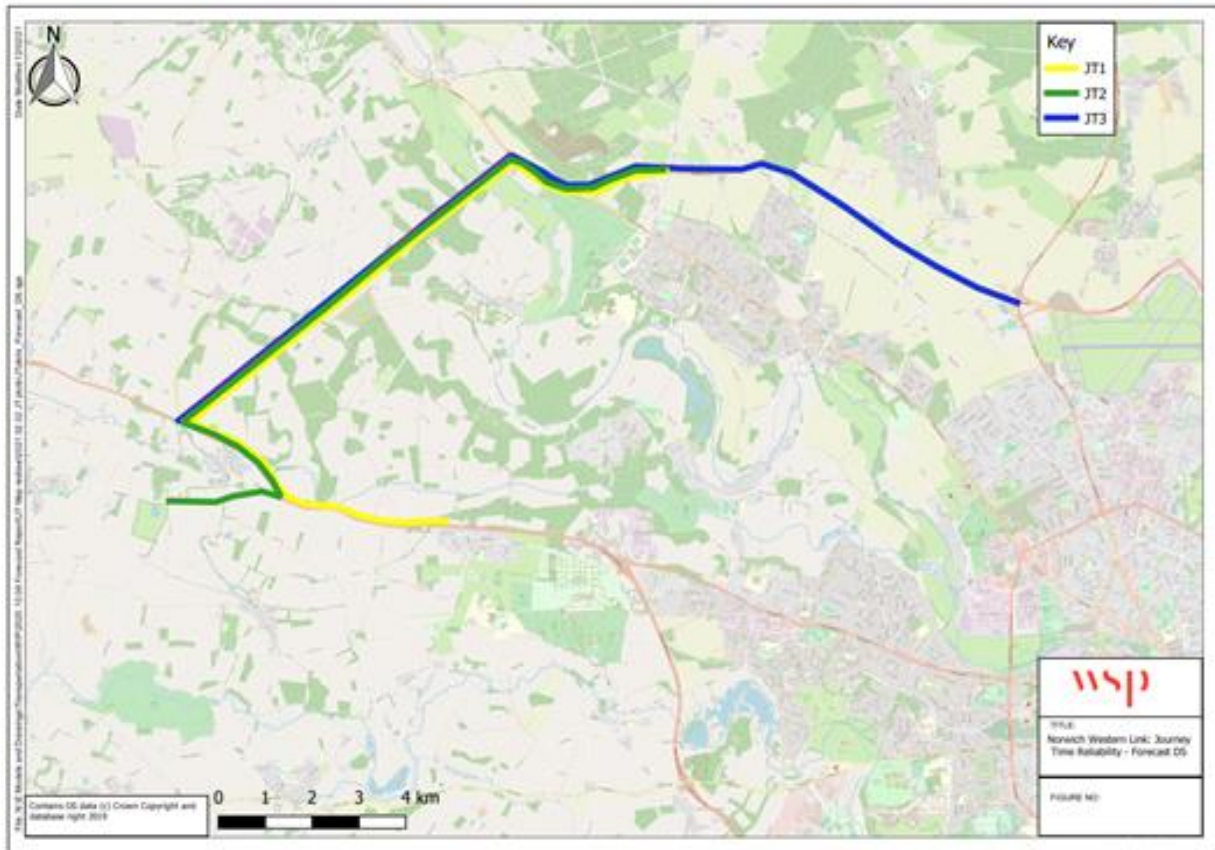 N
Key
JT1
JT2
JT3
wsp
TITLE:
Norwich Western Link: Journey
Time Reliability - Forecast DS
FIGURE NO:
Contains OS data (c) Crown Copyright and
database right 2019
0 1 2 3 4 km